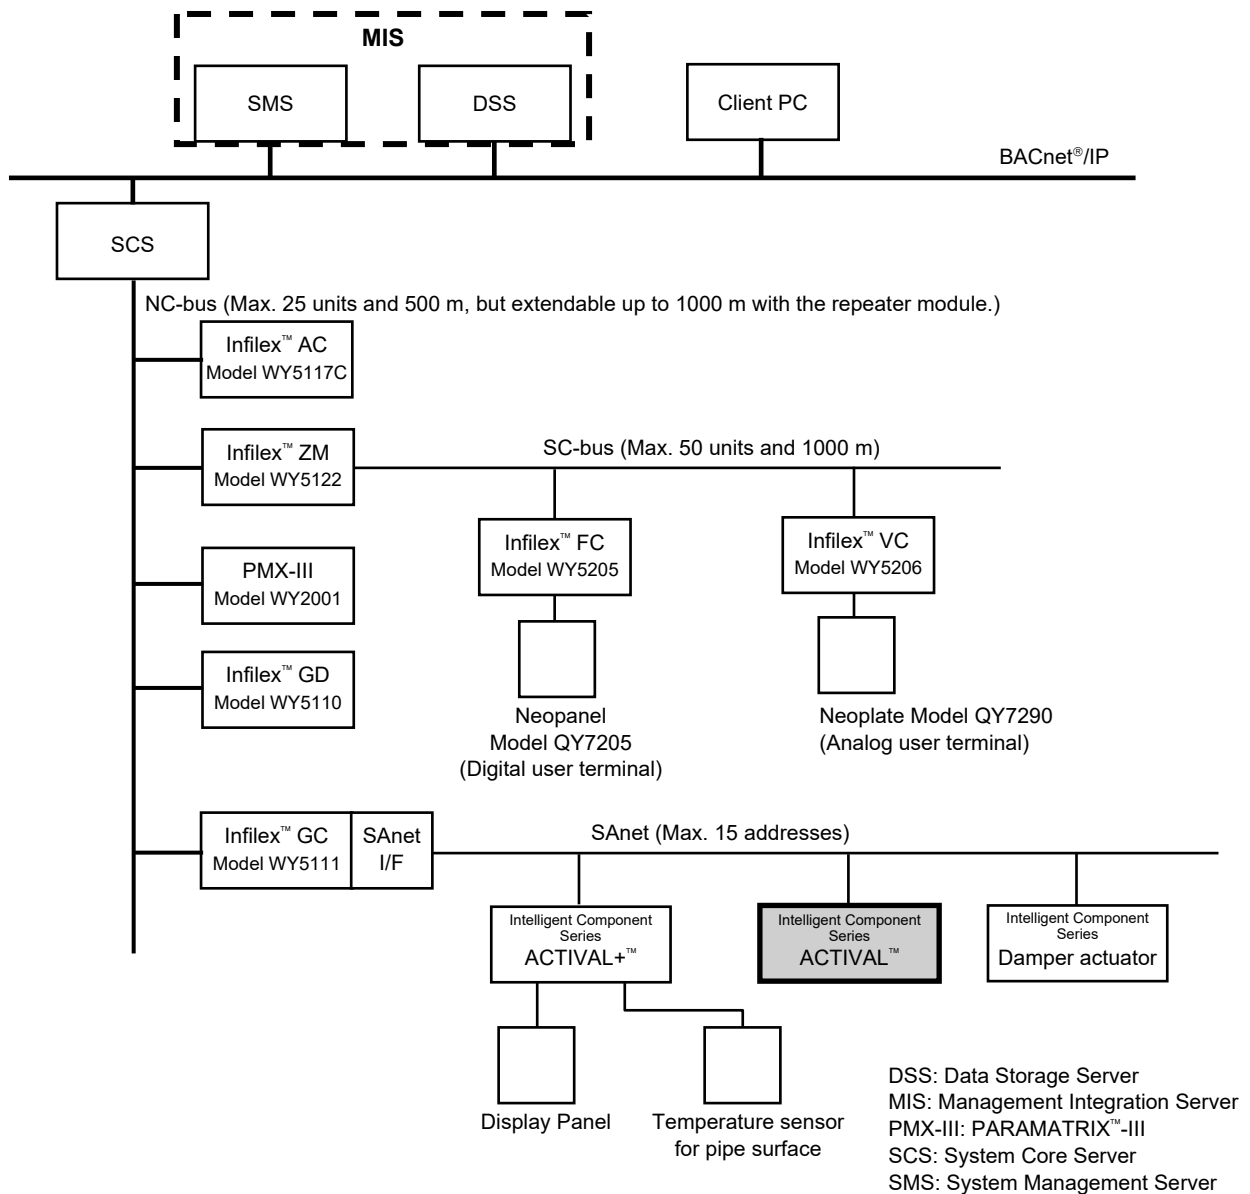 MIS
SMS
DSS
Client PC
BACnet®/IP
SCS
NC-bus (Max. 25 units and 500 m, but extendable up to 1000 m with the repeater module.)
Infilex™ AC
Model WY5117C
Infilex™ ZM
Model WY5122
SC-bus (Max. 50 units and 1000 m)
Infilex™ FC
Model WY5205
Infilex™ VC
Model WY5206
PMX-III
Model WY2001
Infilex™ GD
Model WY5110
Neopanel
Model QY7205
(Digital user terminal)
Neoplate Model QY7290
(Analog user terminal)
Infilex™ GC
Model WY5111
SAnet
I/F
SAnet (Max. 15 addresses)
Intelligent Component
Series
ACTIVAL+™
Intelligent Component
Series
ACTIVAL™
Intelligent Component
Series
Damper actuator
Display Panel
Temperature sensor
for pipe surface
DSS: Data Storage Server
MIS: Management Integration Server
PMX-III: PARAMATRIX™-III
SCS: System Core Server
SMS: System Management Server